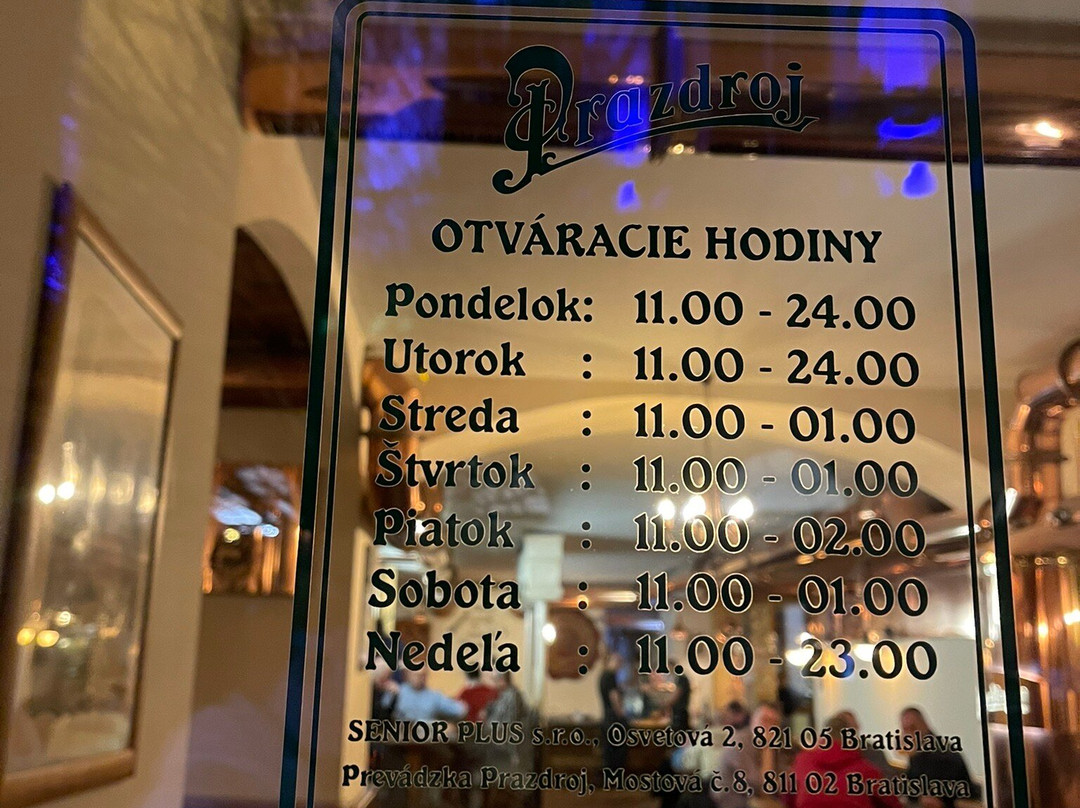 Prazdroj
OTVÁRACIE HODINY
Pondelok: 11.00 - 24.00
Utorok : 11.00 - 24.00
Streda : 11.00 - 01.00
Štvrtok : 11.00 - 01.00
Piatok : 11.00 - 02.00
Sobota : 11.00 - 01.00
Nedeľa : 11.00 - 23.00
SENIOR PLUS s.r.o., Osvetová 2, 821 05 Bratislava
Prevádzka Prazdroj, Mostová č.8, 811 02 Bratislava